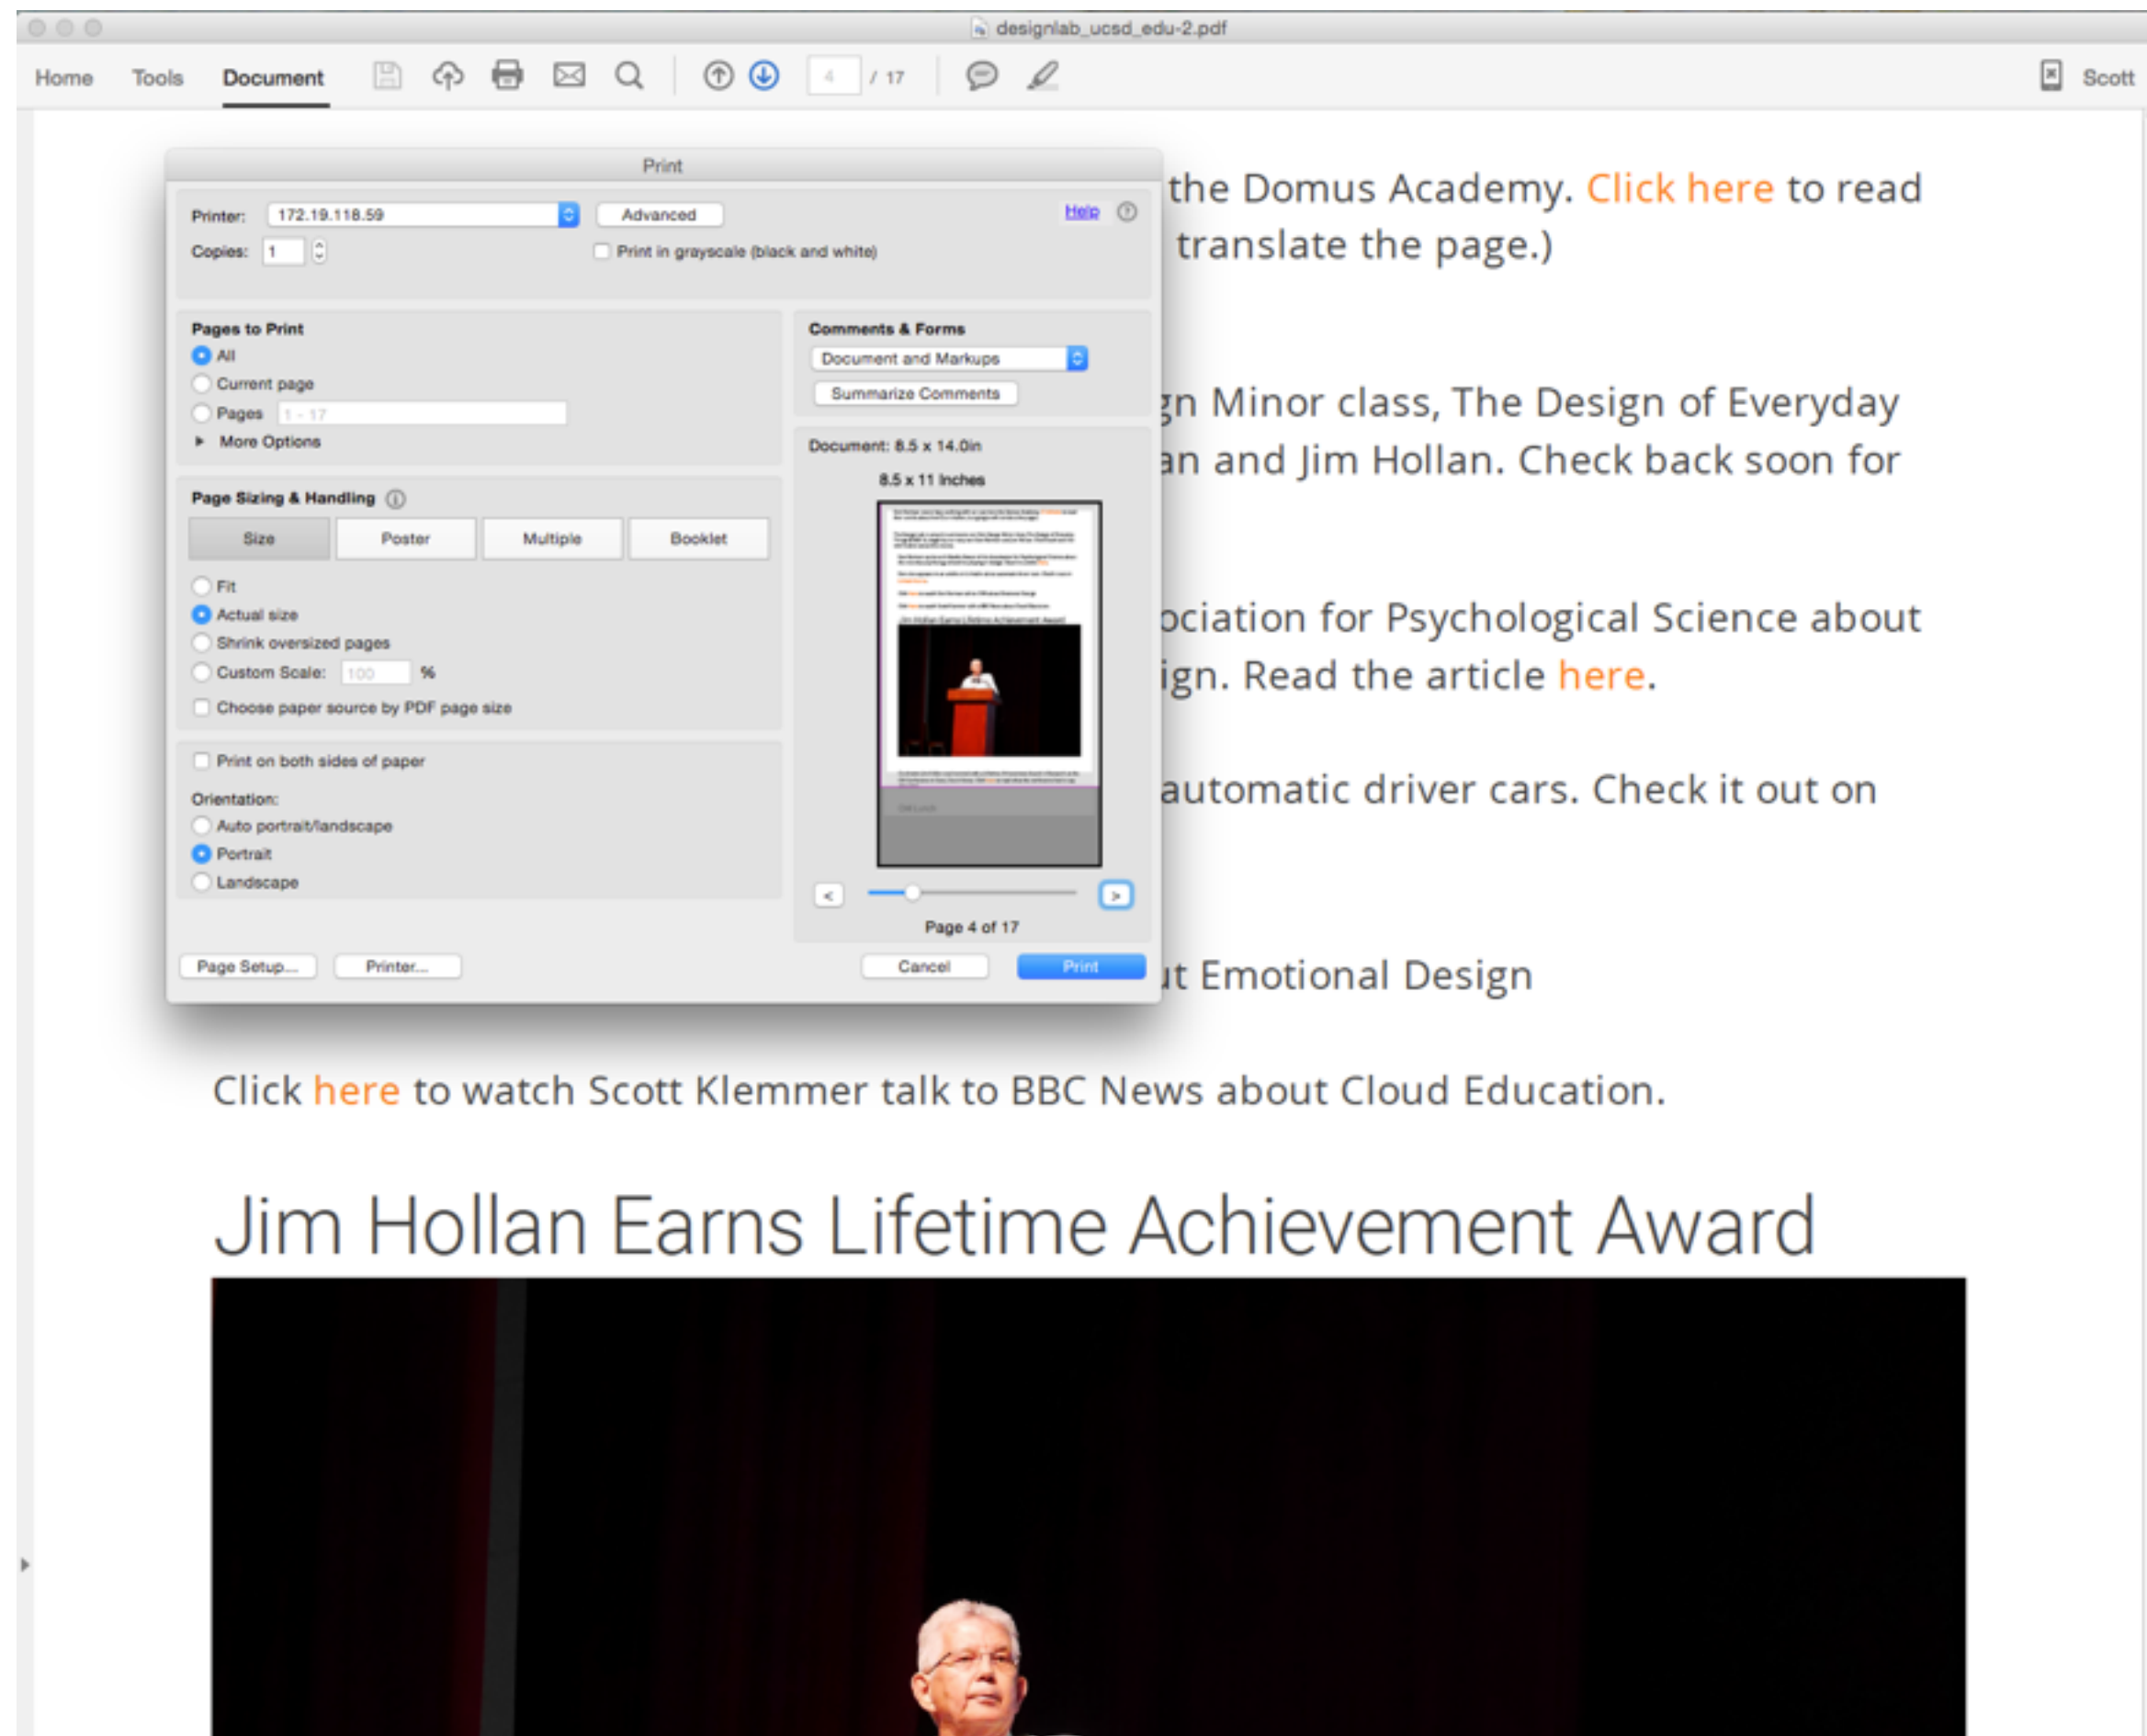 designlab_ucsd_edu-2.pdf
Home Tools Document 4 / 17 Scott
Print
Printer: 172.19.118.59 Advanced Help ?
Copies: 1 Print in grayscale (black and white)
Pages to Print
All
Current page
Pages 1 - 17
More Options
Comments & Forms
Document and Markups
Summarize Comments
Page Sizing & Handling
Size Poster Multiple Booklet
Fit
Actual size
Shrink oversized pages
Custom Scale: 100 %
Choose paper source by PDF page size
Print on both sides of paper
Orientation:
Auto portrait/landscape
Portrait
Landscape
Document: 8.5 x 14.0in
8.5 x 11 Inches
Jim Hollan Earns Lifetime Achievement Award
< >
Page 4 of 17
Page Setup... Printer... Cancel Print
the Domus Academy. Click here to read
translate the page.)
gn Minor class, The Design of Everyday
an and Jim Hollan. Check back soon for
ociation for Psychological Science about
ign. Read the article here.
automatic driver cars. Check it out on
ut Emotional Design
Click here to watch Scott Klemmer talk to BBC News about Cloud Education.
Jim Hollan Earns Lifetime Achievement Award